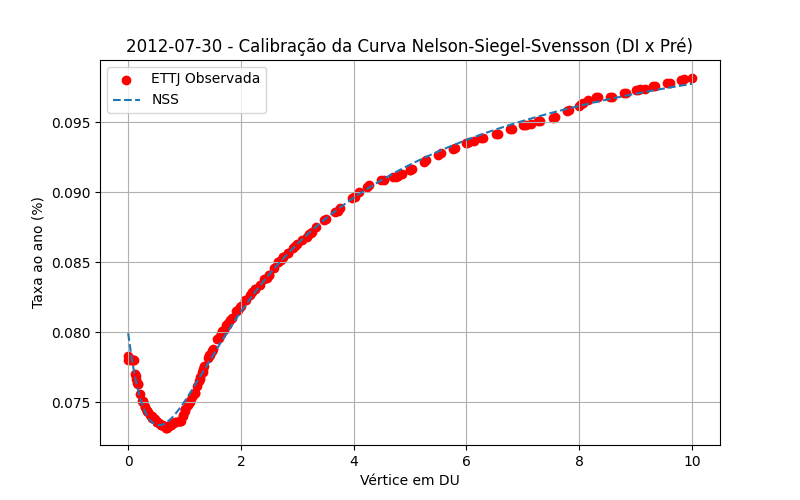 2012-07-30 - Calibração da Curva Nelson-Siegel-Svensson (DI x Pré)
ETTJ Observada
NSS
Taxa ao ano (%)
0.095
0.090
0.085
0.080
0.075
0 2 4 6 8 10
Vértice em DU